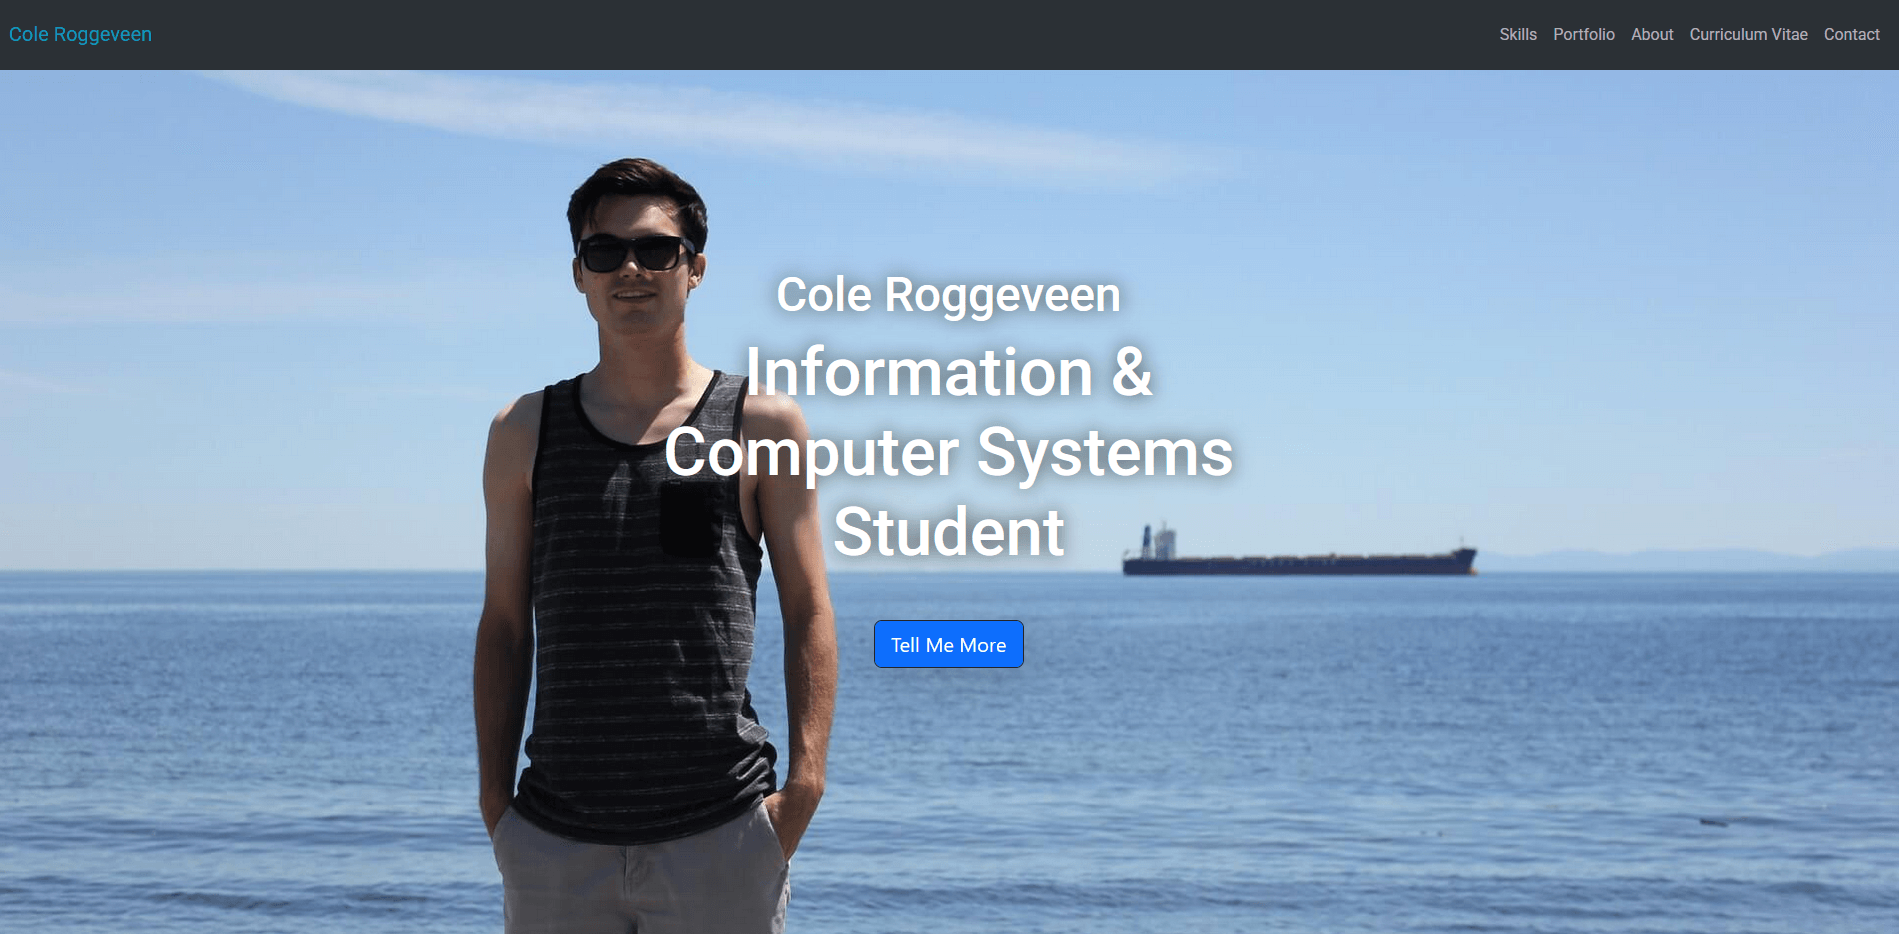 Cole Roggeveen
Skills Portfolio About Curriculum Vitae Contact
Cole Roggeveen
Information &
Computer Systems
Student
Tell Me More